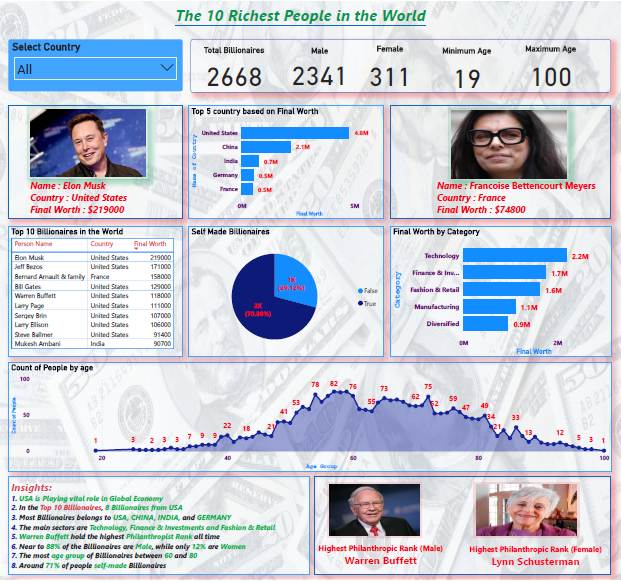 The 10 Richest People in the World
Select Country
All
Total Billionaires
Male
Female
Minimum Age
Maximum Age
2668
2341
311
19
100
Name : Elon Musk
Country : United States
Final Worth : $219000
Top 5 country based on Final Worth
Name of Country
United States
China
India
Germany
France
4.8M
2.1M
0.7M
0.5M
0.5M
0M
5M
Final Worth
Name : Francoise Bettencourt Meyers
Country : France
Final Worth : $74800
Top 10 Billionaires in the World
Person Name Country Final Worth
Elon Musk United States 219000
Jeff Bezos United States 171000
Bernard Arnault & family France 158000
Bill Gates United States 129000
Warren Buffett United States 118000
Larry Page United States 111000
Sergey Brin United States 107000
Larry Ellison United States 106000
Steve Ballmer United States 91400
Mukesh Ambani India 90700
Self Made Billionaires
1K
2K
(70.88%)
False
True
Final Worth by Category
Category
Technology
Finance & Inv...
Fashion & Retail
Manufacturing
Diversified
2.2M
1.7M
1.6M
1.1M
0.9M
0M
2M
Final Worth
Count of People by age
Count of People
100
50
0
1 3 2 3 3 7 9 9 22 18 21 41 53 78 82 76 55 73 62 75 52 59 47 49 34 21 33 13 12 5 3 1
20 40 60 80 100
Age Group
Insights:
1. USA is Playing vital role in Global Economy
2. In the Top 10 Billionaires, 8 Billionaires from USA
3. Most Billionaires belongs to USA, CHINA, INDIA, and GERMANY
4. The main sectors are Technology, Finance & Investments and Fashion & Retail
5. Warren Buffett hold the highest Philanthropist Rank all time
6. Near to 88% of the Billionaires are Male, while only 12% are Women
7. The most age group of Billionaires between 60 and 80
8. Around 71% of people self-made Billionaires
Highest Philanthropic Rank (Male)
Warren Buffett
Highest Philanthropic Rank (Female)
Lynn Schusterman